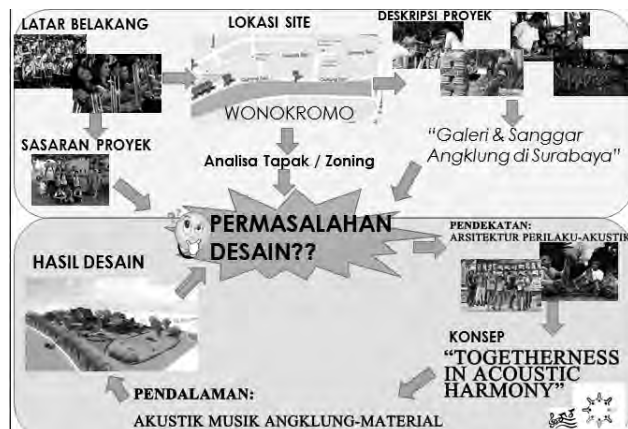 LATAR BELAKANG
LOKASI SITE
DESKRIPSI PROYEK
WONOKROMO
"Galeri & Sanggar
Angklung di Surabaya"
SASARAN PROYEK
Analisa Tapak / Zoning
PERMASALAHAN
DESAIN??
PENDEKATAN:
ARSITEKTUR PERILAKU-AKUSTIK
HASIL DESAIN
KONSEP
"TOGETHERNESS
IN ACOUSTIC
HARMONY"
PENDALAMAN:
AKUSTIK MUSIK ANGKLUNG-MATERIAL